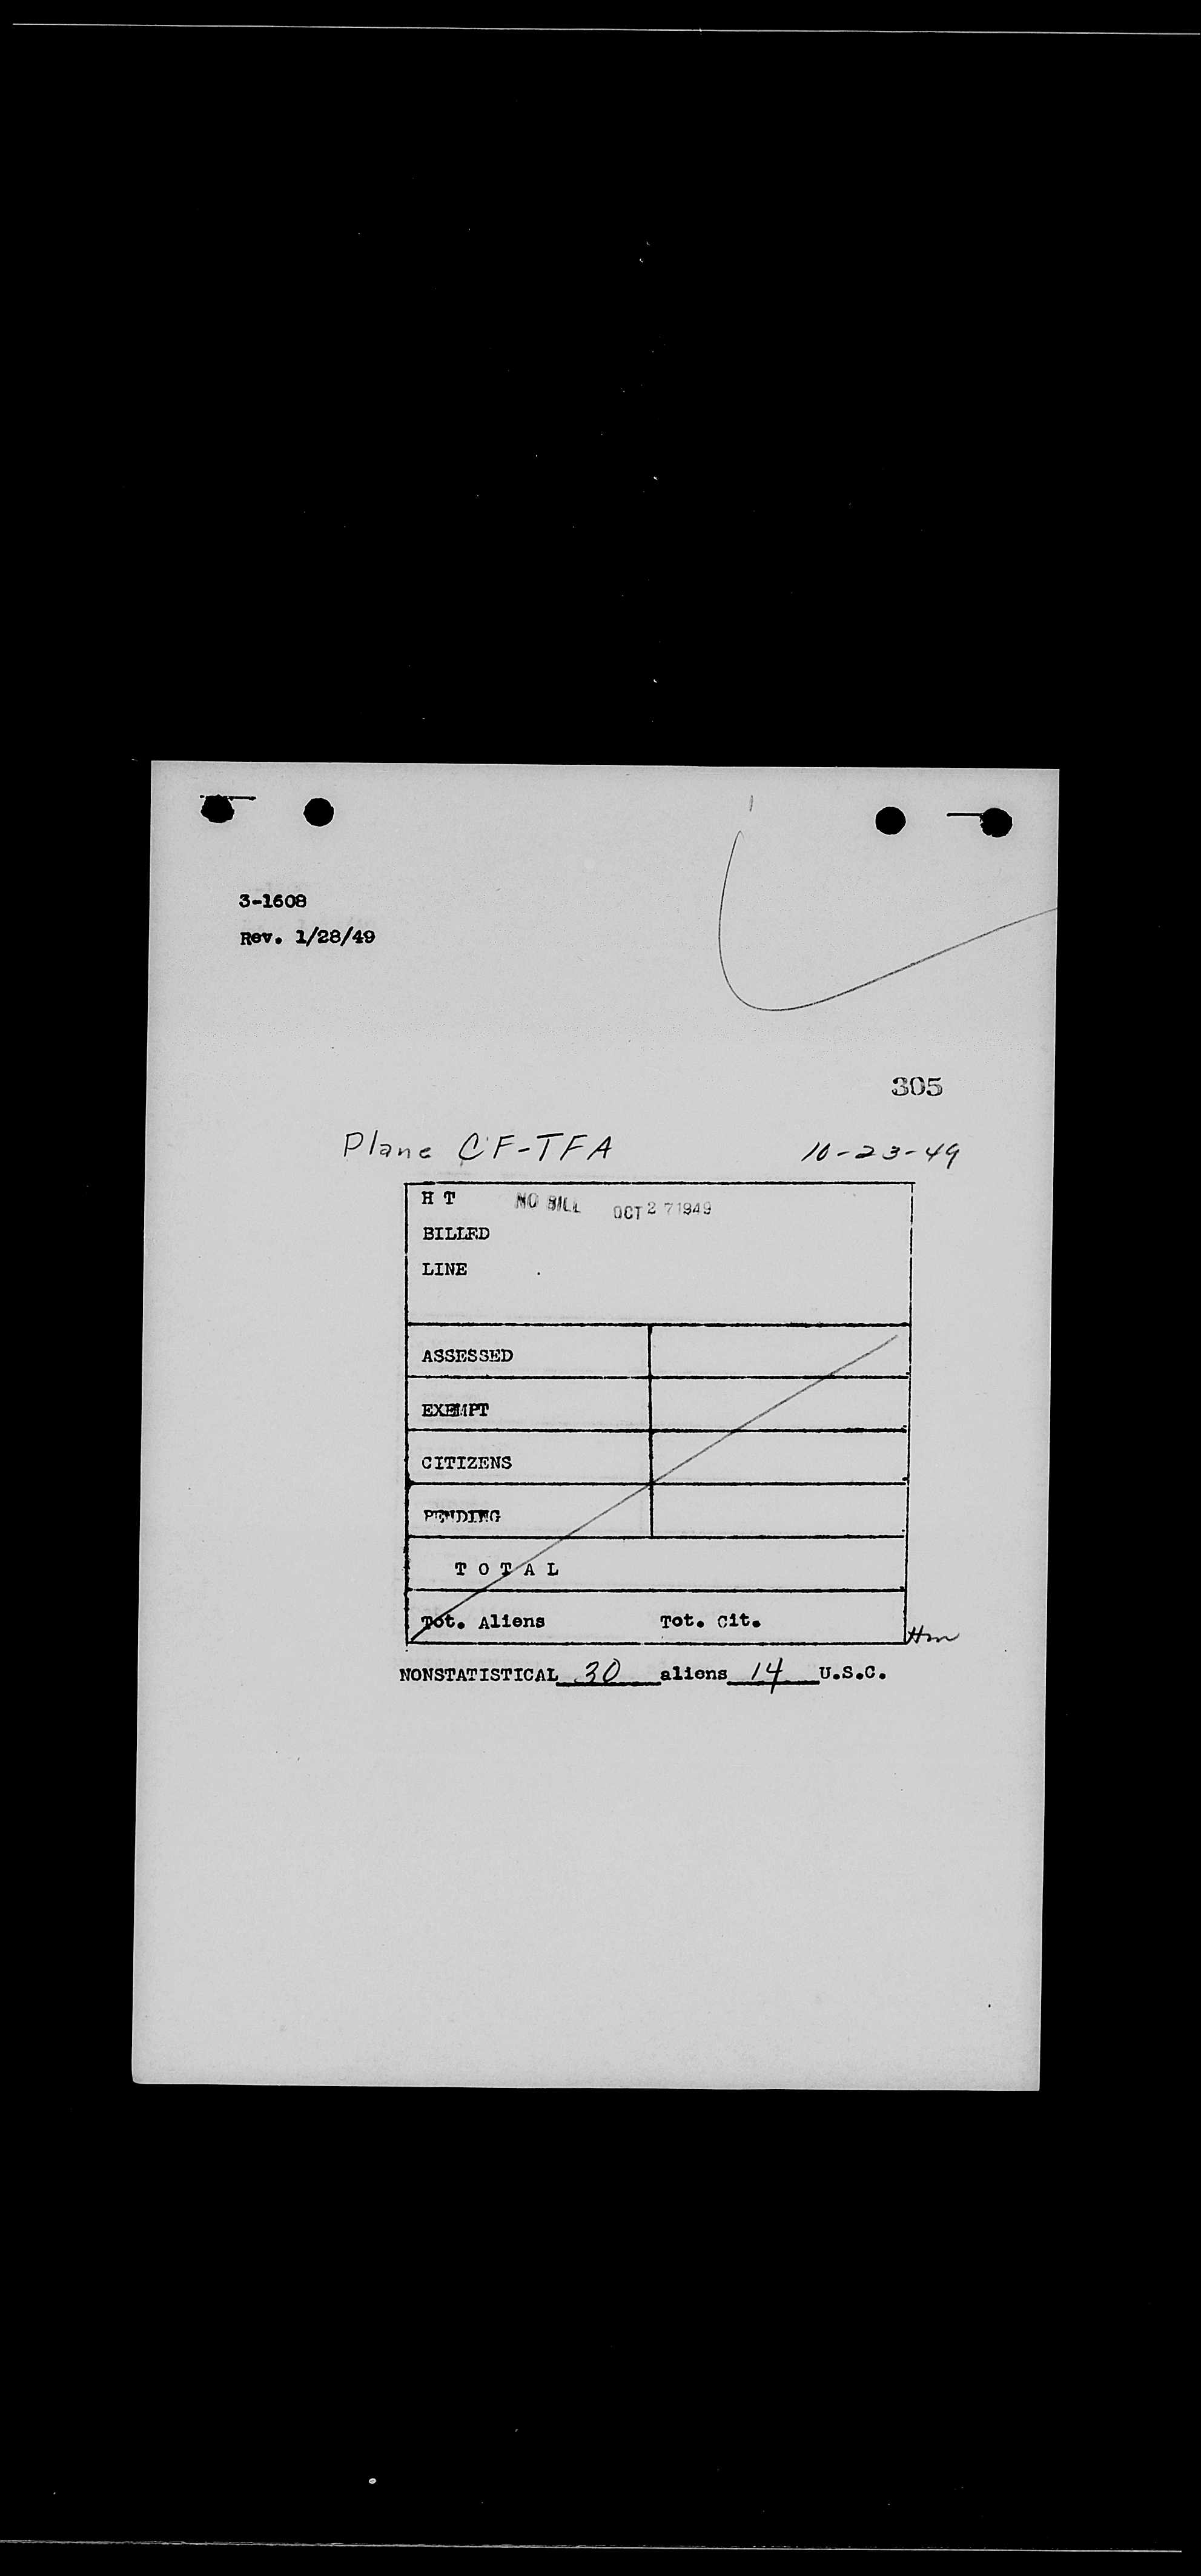 3-1608
Rev. 1/28/49
305
Plane CF-TFA 10-23-49
H T NO BILL OCT 27 1949
BILLED
LINE
ASSESSED
EXEMPT
CITIZENS
PENDING
T O T A L
Tot. Aliens Tot. Cit.
NONSTATISTICAL 30 aliens 14 U.S.C.